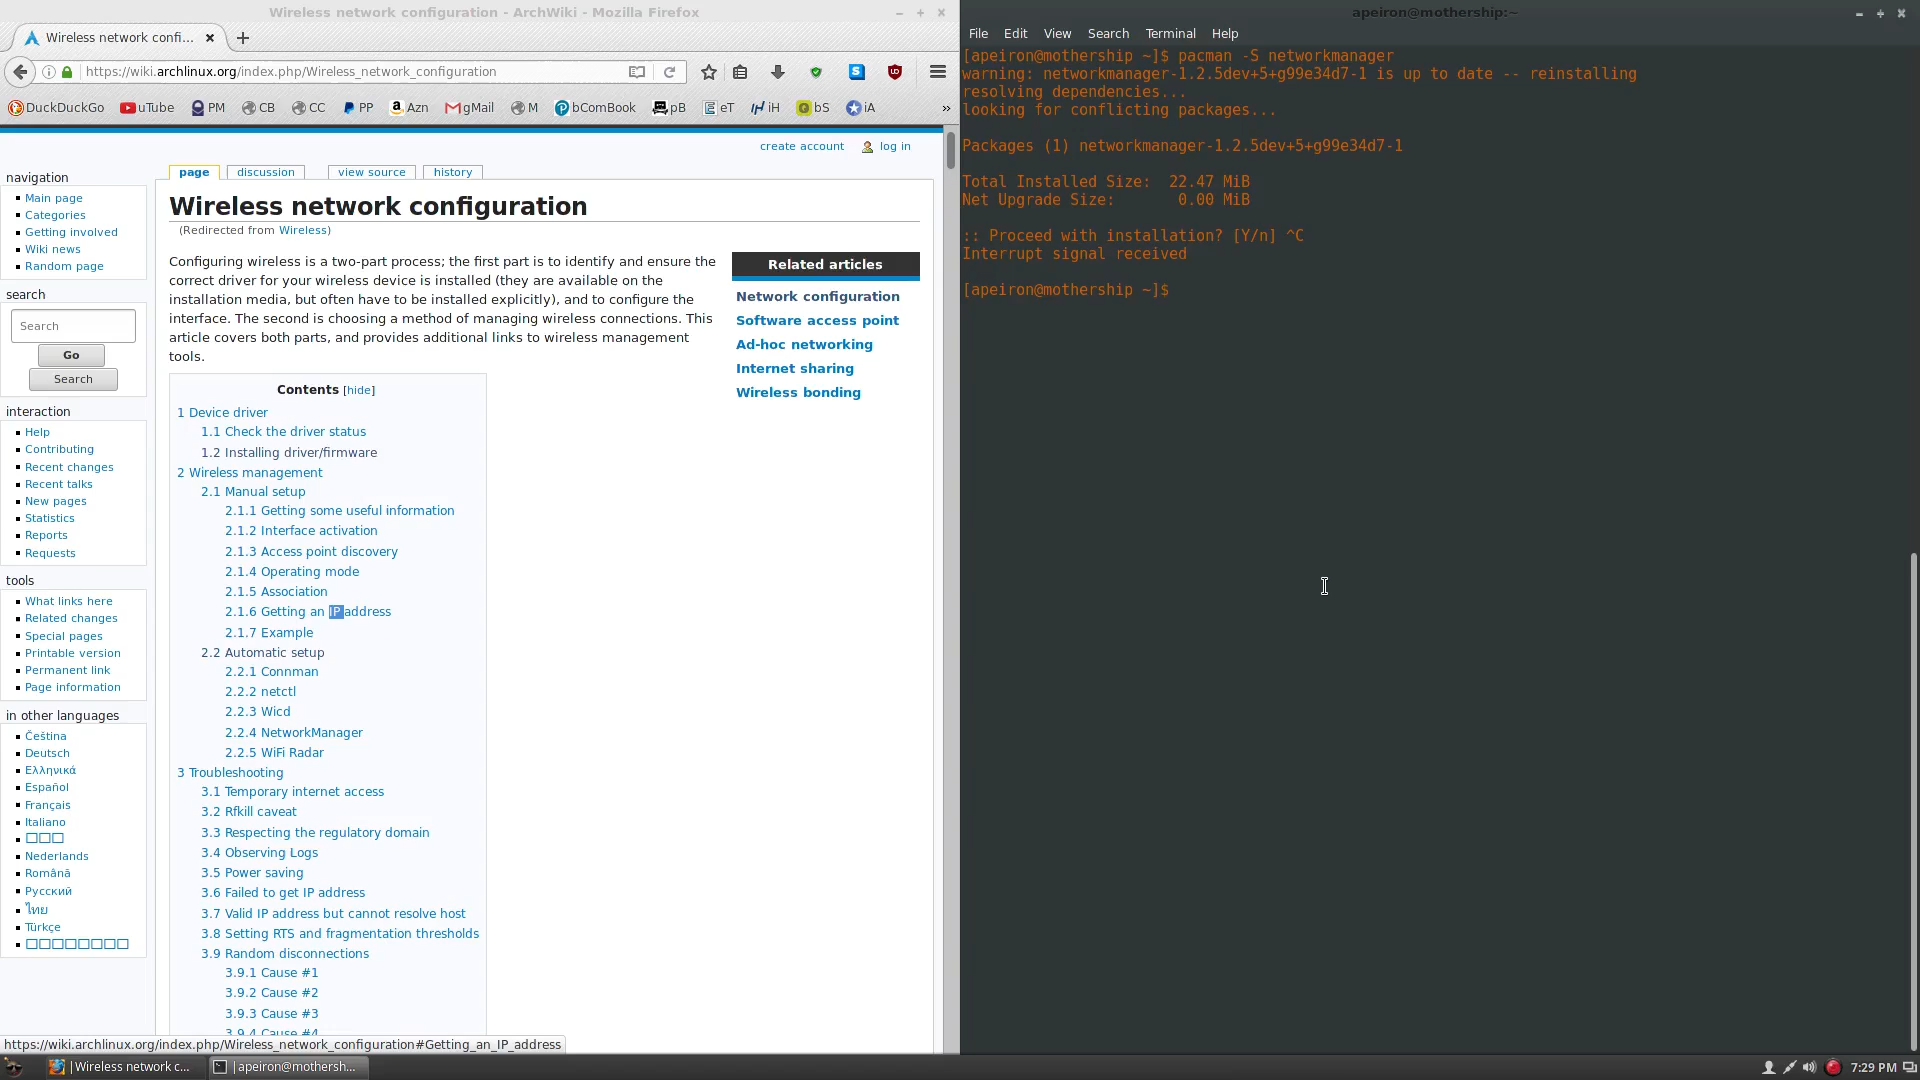 Wireless network configuration - ArchWiki - Mozilla Firefox
Wireless network confi...
https://wiki.archlinux.org/index.php/Wireless_network_configuration
DuckDuckGo uTube PM CB CC PP Azn gMail M bComBook pB eT iH bS iA »
create account log in
page discussion view source history
navigation
Main page
Categories
Getting involved
Wiki news
Random page
search
Search
Go
Search
interaction
Help
Contributing
Recent changes
Recent talks
New pages
Statistics
Reports
Requests
tools
What links here
Related changes
Special pages
Printable version
Permanent link
Page information
in other languages
Čeština
Deutsch
Ελληνικά
Español
Français
Italiano
Nederlands
Română
Русский
ไทย
Türkçe
Wireless network configuration
(Redirected from Wireless)
Configuring wireless is a two-part process; the first part is to identify and ensure the
correct driver for your wireless device is installed (they are available on the
installation media, but often have to be installed explicitly), and to configure the
interface. The second is choosing a method of managing wireless connections. This
article covers both parts, and provides additional links to wireless management
tools.
Related articles
Network configuration
Software access point
Ad-hoc networking
Internet sharing
Wireless bonding
Contents [hide]
1 Device driver
1.1 Check the driver status
1.2 Installing driver/firmware
2 Wireless management
2.1 Manual setup
2.1.1 Getting some useful information
2.1.2 Interface activation
2.1.3 Access point discovery
2.1.4 Operating mode
2.1.5 Association
2.1.6 Getting an IP address
2.1.7 Example
2.2 Automatic setup
2.2.1 Connman
2.2.2 netctl
2.2.3 Wicd
2.2.4 NetworkManager
2.2.5 WiFi Radar
3 Troubleshooting
3.1 Temporary internet access
3.2 Rfkill caveat
3.3 Respecting the regulatory domain
3.4 Observing Logs
3.5 Power saving
3.6 Failed to get IP address
3.7 Valid IP address but cannot resolve host
3.8 Setting RTS and fragmentation thresholds
3.9 Random disconnections
3.9.1 Cause #1
3.9.2 Cause #2
3.9.3 Cause #3
3.9.4 Cause #4
https://wiki.archlinux.org/index.php/Wireless_network_configuration#Getting_an_IP_address
apeiron@mothership:~
File Edit View Search Terminal Help
[apeiron@mothership ~]$ pacman -S networkmanager
warning: networkmanager-1.2.5dev+5+g99e34d7-1 is up to date -- reinstalling
resolving dependencies...
looking for conflicting packages...
Packages (1) networkmanager-1.2.5dev+5+g99e34d7-1
Total Installed Size:  22.47 MiB
Net Upgrade Size:       0.00 MiB
:: Proceed with installation? [Y/n] ^C
Interrupt signal received
[apeiron@mothership ~]$
|Wireless network c...
|apeiron@mothersh...
7:29 PM